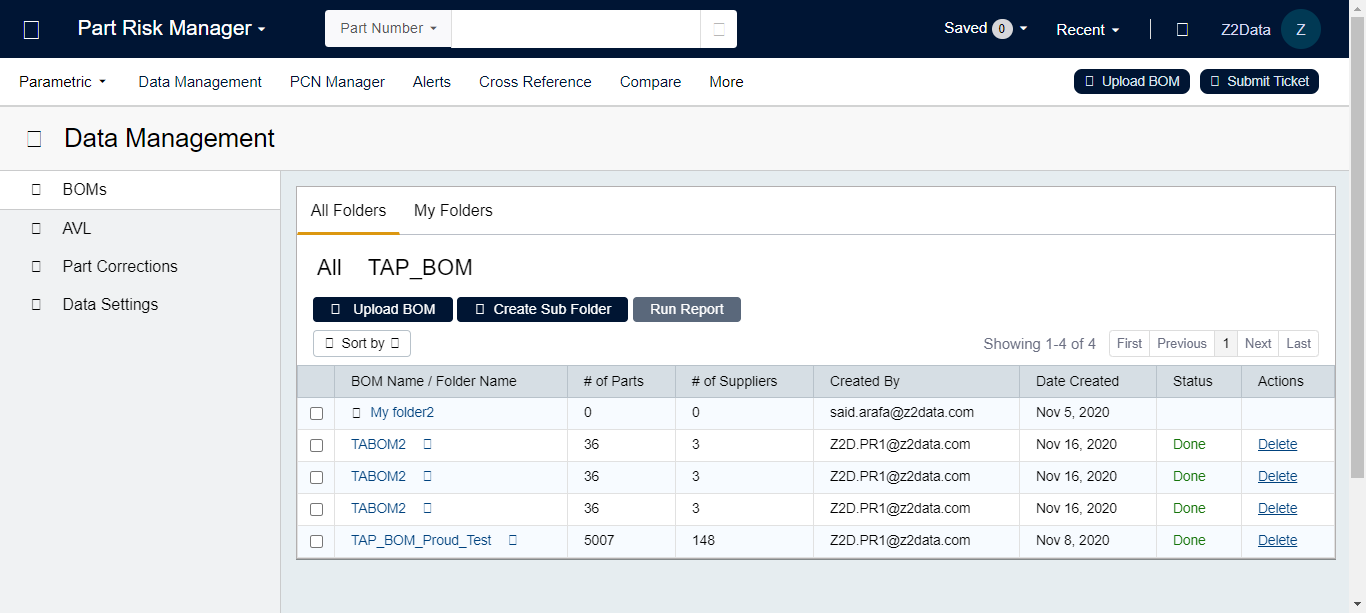 Part Risk Manager Part Number Saved 0 Recent Z2Data Z
Parametric Data Management PCN Manager Alerts Cross Reference Compare More Upload BOM Submit Ticket
Data Management
BOMs
AVL
Part Corrections
Data Settings
All Folders My Folders
All TAP_BOM
Upload BOM Create Sub Folder Run Report
Sort by Showing 1-4 of 4 First Previous 1 Next Last
BOM Name / Folder Name # of Parts # of Suppliers Created By Date Created Status Actions
My folder2 0 0 said.arafa@z2data.com Nov 5, 2020
TABOM2 36 3 Z2D.PR1@z2data.com Nov 16, 2020 Done Delete
TABOM2 36 3 Z2D.PR1@z2data.com Nov 16, 2020 Done Delete
TABOM2 36 3 Z2D.PR1@z2data.com Nov 16, 2020 Done Delete
TAP_BOM_Proud_Test 5007 148 Z2D.PR1@z2data.com Nov 8, 2020 Done Delete